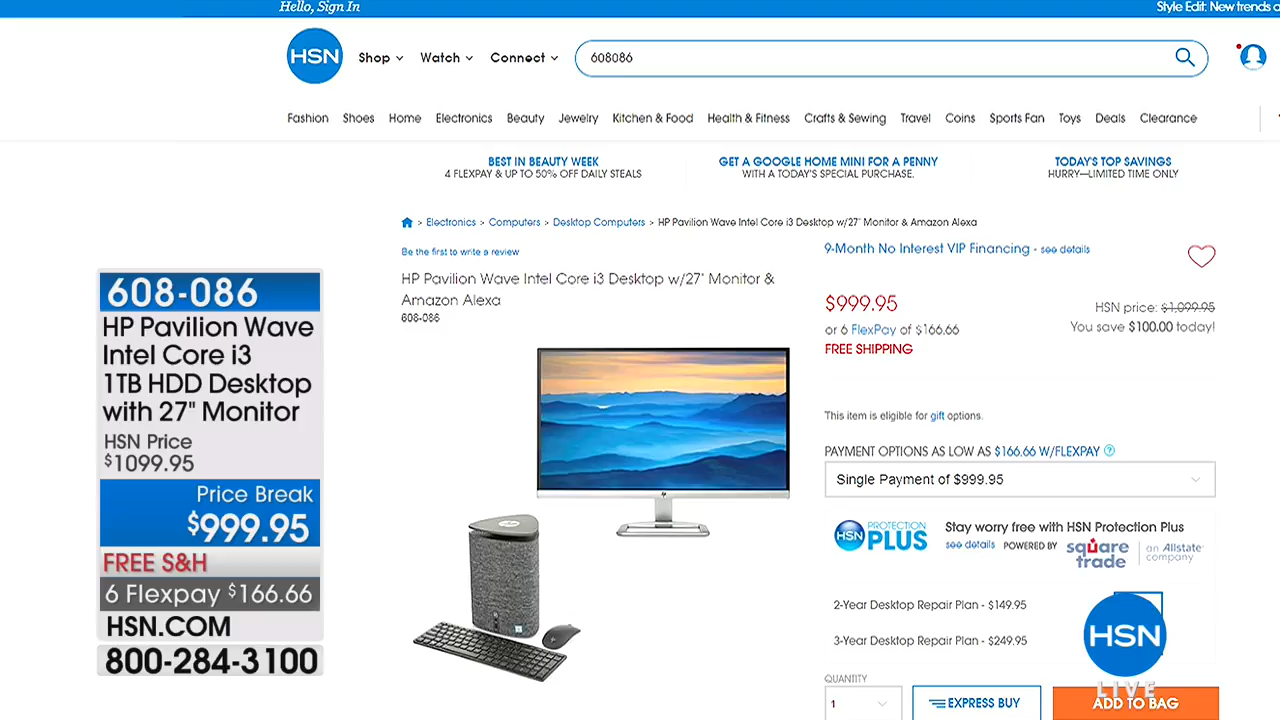 Hello, Sign In
Style Edit: New trends
HSN
Shop
Watch
Connect
608086
Fashion
Shoes
Home
Electronics
Beauty
Jewelry
Kitchen & Food
Health & Fitness
Crafts & Sewing
Travel
Coins
Sports Fan
Toys
Deals
Clearance
BEST IN BEAUTY WEEK
4 FLEXPAY & UP TO 50% OFF DAILY STEALS
GET A GOOGLE HOME MINI FOR A PENNY
WITH A TODAY'S SPECIAL PURCHASE.
TODAY'S TOP SAVINGS
HURRY—LIMITED TIME ONLY
> Electronics > Computers > Desktop Computers > HP Pavilion Wave Intel Core i3 Desktop w/27" Monitor & Amazon Alexa
Be the first to write a review
HP Pavilion Wave Intel Core i3 Desktop w/27" Monitor &
Amazon Alexa
608-086
9-Month No Interest VIP Financing - see details
$999.95
HSN price: $1,099.95
or 6 FlexPay of $166.66
You save $100.00 today!
FREE SHIPPING
This item is eligible for gift options.
PAYMENT OPTIONS AS LOW AS $166.66 W/FLEXPAY ?
Single Payment of $999.95
HSN PROTECTION
PLUS
Stay worry free with HSN Protection Plus
see details POWERED BY
square
trade
an Allstate
company
2-Year Desktop Repair Plan - $149.95
3-Year Desktop Repair Plan - $249.95
QUANTITY
1
EXPRESS BUY
ADD TO BAG
608-086
HP Pavilion Wave
Intel Core i3
1TB HDD Desktop
with 27" Monitor
HSN Price
$1099.95
Price Break
$999.95
FREE S&H
6 Flexpay $166.66
HSN.COM
800-284-3100
HSN
LIVE